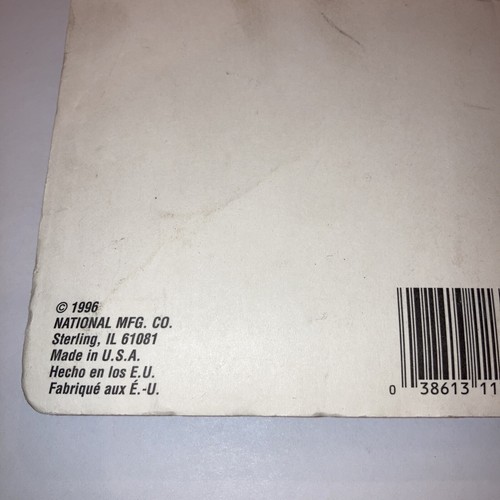 © 1996
NATIONAL MFG. CO.
Sterling, IL 61081
Made in U.S.A.
Hecho en los E.U.
Fabriqué aux É.-U.
0 38613 11